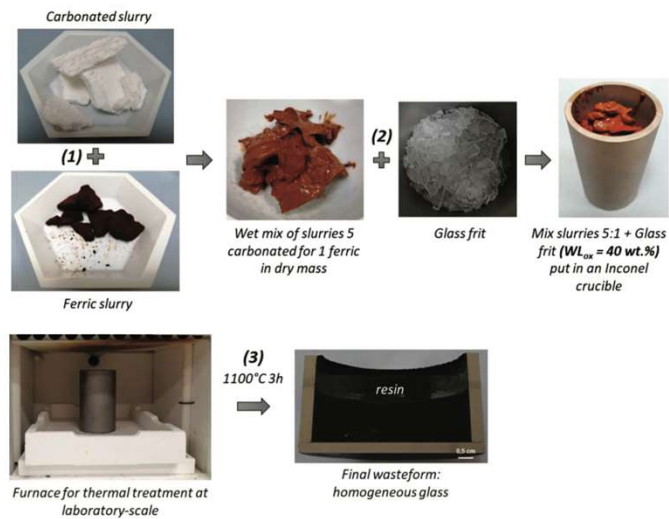 Carbonated slurry
(1)
Ferric slurry
Wet mix of slurries 5
carbonated for 1 ferric
in dry mass
(2)
Glass frit
Mix slurries 5:1 + Glass
frit (WLox = 40 wt.%)
put in an Inconel
crucible
Furnace for thermal treatment at
laboratory-scale
(3)
1100°C 3h
resin
0,5 cm
Final wasteform:
homogeneous glass